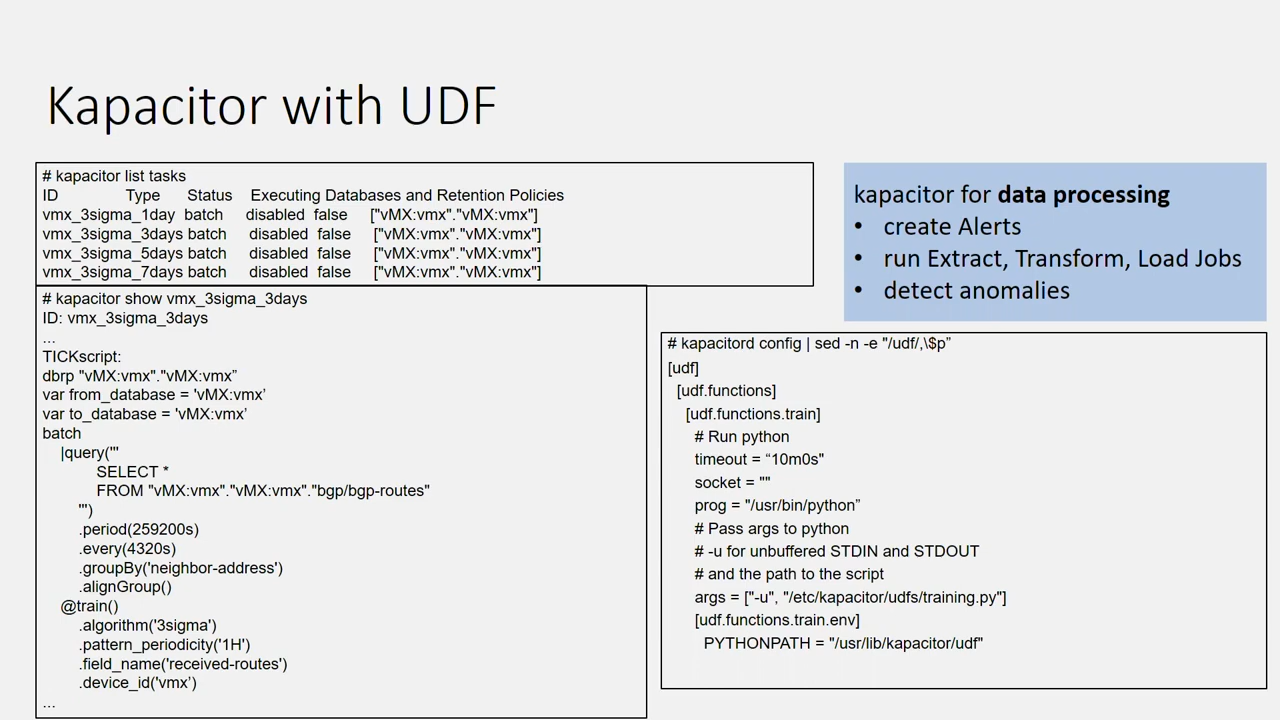 Kapacitor with UDF
# kapacitor list tasks
ID Type Status Executing Databases and Retention Policies
vmx_3sigma_1day batch disabled false ["vMX:vmx"."vMX:vmx"]
vmx_3sigma_3days batch disabled false ["vMX:vmx"."vMX:vmx"]
vmx_3sigma_5days batch disabled false ["vMX:vmx"."vMX:vmx"]
vmx_3sigma_7days batch disabled false ["vMX:vmx"."vMX:vmx"]
# kapacitor show vmx_3sigma_3days
ID: vmx_3sigma_3days
...
TICKscript:
dbrp "vMX:vmx"."vMX:vmx”
var from_database = 'vMX:vmx’
var to_database = 'vMX:vmx’
batch
|query('''
SELECT *
FROM "vMX:vmx"."vMX:vmx"."bgp/bgp-routes"
''')
.period(259200s)
.every(4320s)
.groupBy('neighbor-address')
.alignGroup()
@train()
.algorithm('3sigma')
.pattern_periodicity('1H')
.field_name('received-routes')
.device_id('vmx’)
...
kapacitor for data processing
• create Alerts
• run Extract, Transform, Load Jobs
• detect anomalies
# kapacitord config | sed -n -e "/udf/,\$p”
[udf]
[udf.functions]
[udf.functions.train]
# Run python
timeout = “10m0s"
socket = ""
prog = "/usr/bin/python”
# Pass args to python
# -u for unbuffered STDIN and STDOUT
# and the path to the script
args = ["-u", "/etc/kapacitor/udfs/training.py"]
[udf.functions.train.env]
PYTHONPATH = "/usr/lib/kapacitor/udf"